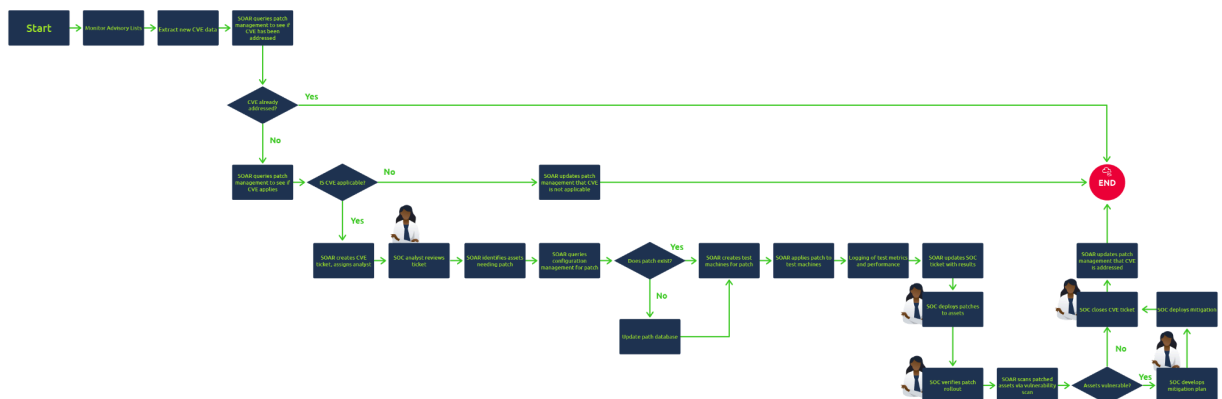 Start
Monitor Advisory Lists
Extract new CVE data
SOAR queries patch
management to see if
CVE has been
addressed
CVE already
addressed?
Yes
No
SOAR queries patch
management to see if
CVE applies
IS CVE applicable?
No
SOAR updates patch
management that CVE
is not applicable
END
Yes
SOAR creates CVE
ticket, assigns analyst
SOC analyst reviews
ticket
SOAR identifies assets
needing patch
SOAR queries
configuration
management for patch
Does patch exist?
Yes
SOAR creates test
machines for patch
SOAR applies patch to
test machines
Logging of test metrics
and performance
SOAR updates SOC
ticket with results
SOAR updates patch
management that CVE
is addressed
No
Update path database
SOC deploys patches
to assets
SOC closes CVE ticket
SOC deploys mitigation
No
SOC verifies patch
rollout
SOAR scans patched
assets via vulnerability
scan
Assets vulnerable?
Yes
SOC develops
mitigation plan